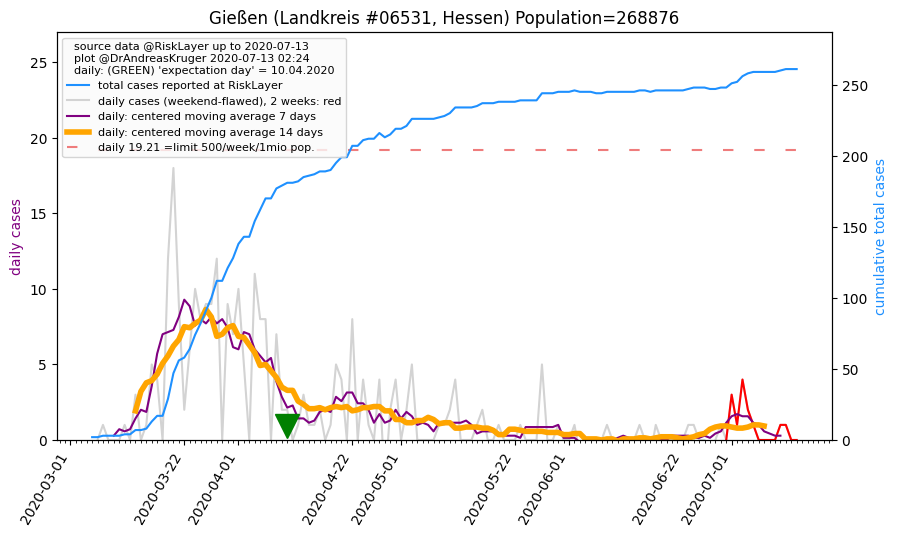 Gießen (Landkreis #06531, Hessen) Population=268876
source data @RiskLayer up to 2020-07-13
plot @DrAndreasKruger 2020-07-13 02:24
daily: (GREEN) 'expectation day' = 10.04.2020
total cases reported at RiskLayer
daily cases (weekend-flawed), 2 weeks: red
daily: centered moving average 7 days
daily: centered moving average 14 days
daily 19.21 =limit 500/week/1mio pop.
daily cases
25
20
15
10
5
0
cumulative total cases
250
200
150
100
50
0
2020-03-01
2020-03-22
2020-04-01
2020-04-22
2020-05-01
2020-05-22
2020-06-01
2020-06-22
2020-07-01